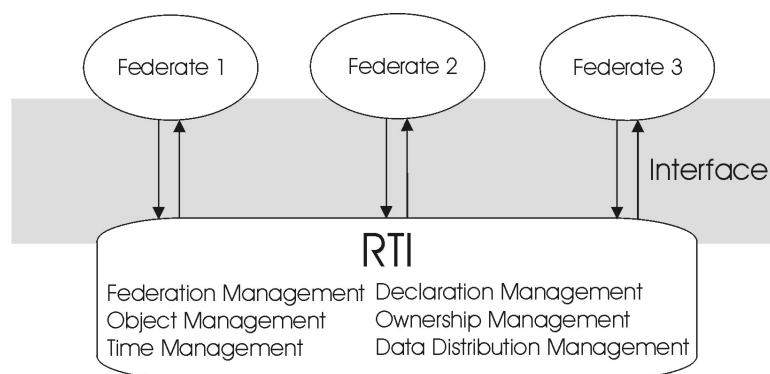 Federate 1
Federate 2
Federate 3
Interface
RTI
Federation Management
Declaration Management
Object Management
Ownership Management
Time Management
Data Distribution Management